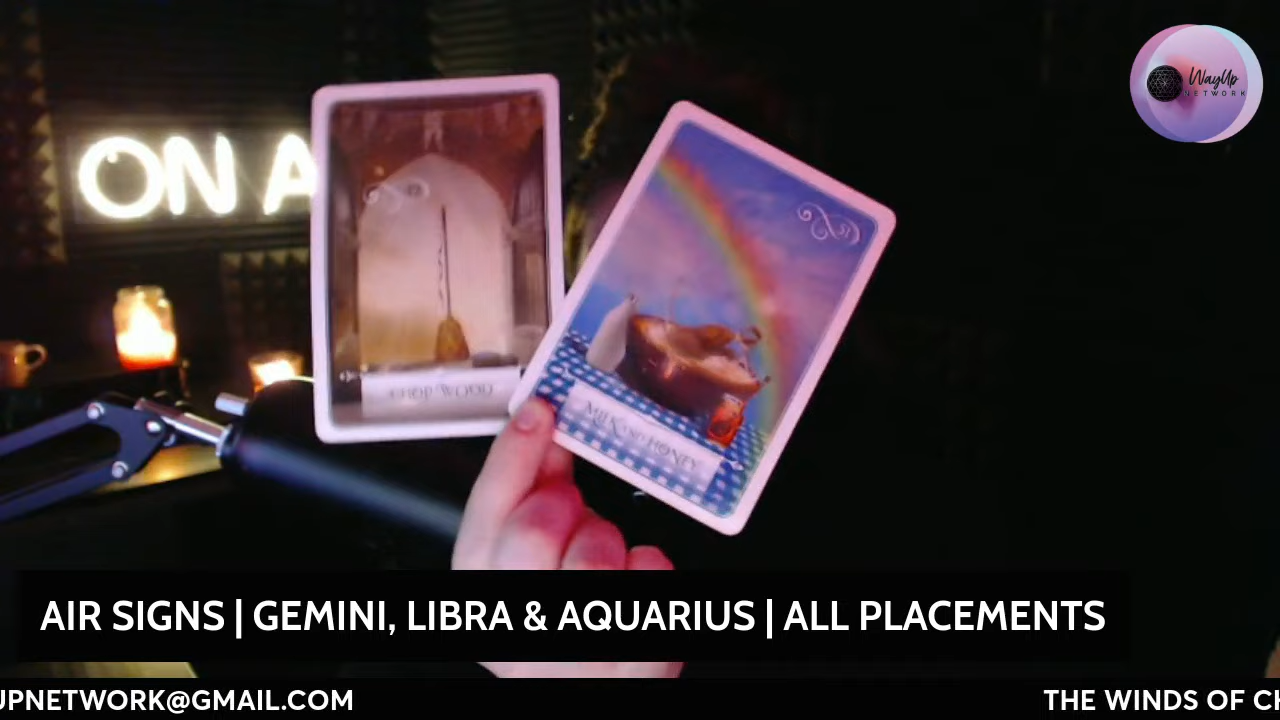 ON A
WayUp
NETWORK
CHOP WOOD
31
MILK AND HONEY
AIR SIGNS | GEMINI, LIBRA & AQUARIUS | ALL PLACEMENTS
UPNETWORK@GMAIL.COM
THE WINDS OF CH